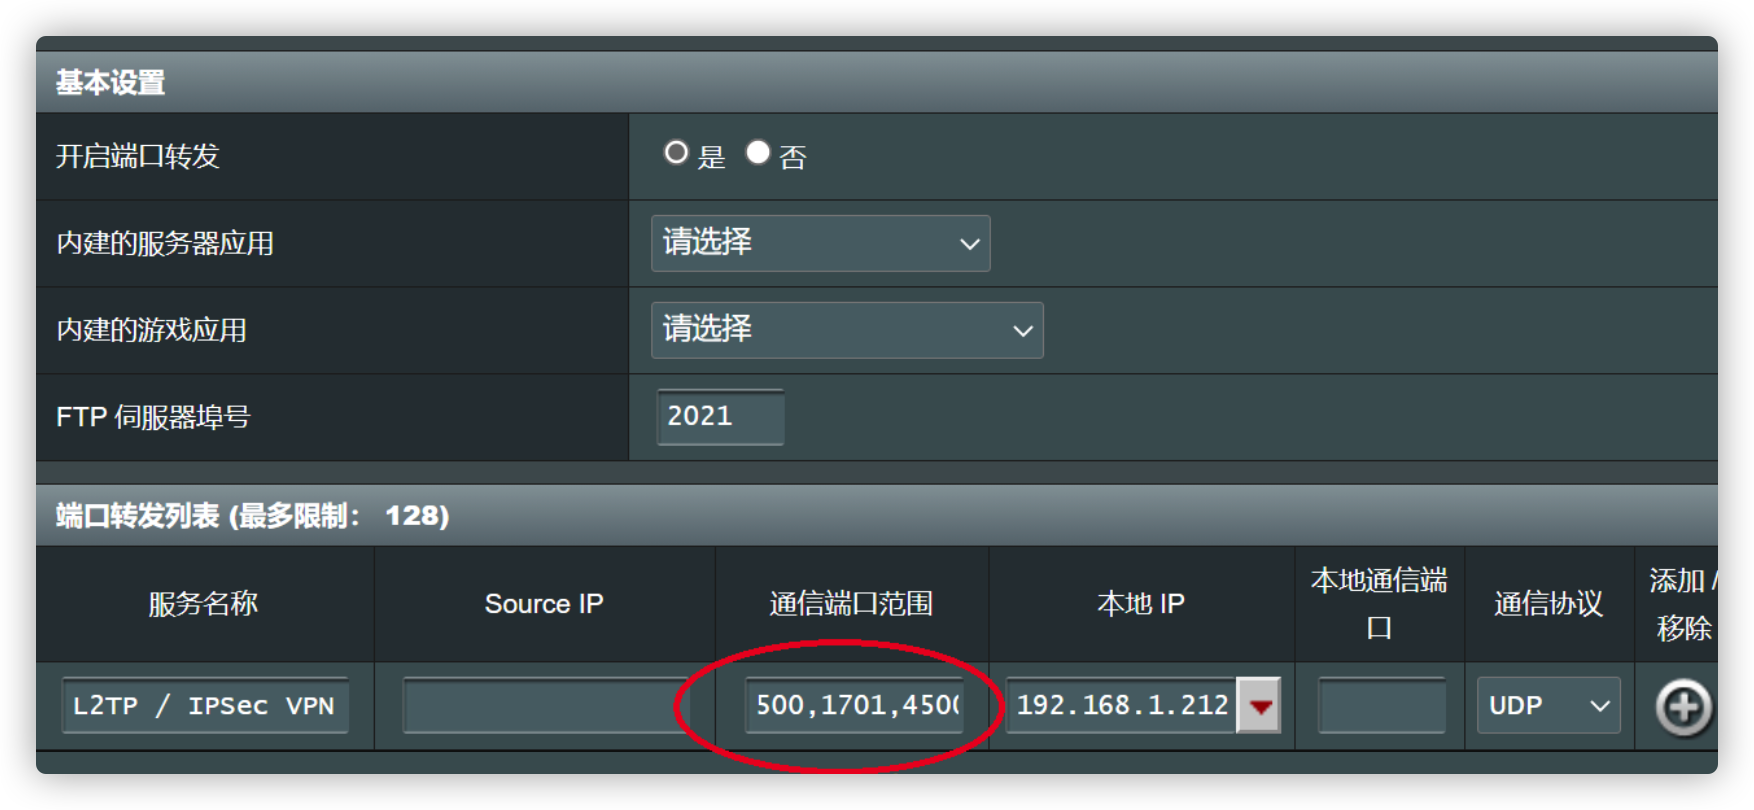 基本设置
开启端口转发
是 否
内建的服务器应用
请选择
内建的游戏应用
请选择
FTP 伺服器埠号
2021
端口转发列表 (最多限制： 128)
服务名称
Source IP
通信端口范围
本地 IP
本地通信端
口
通信协议
添加 /
移除
L2TP / IPSec VPN
500,1701,450
192.168.1.212
UDP